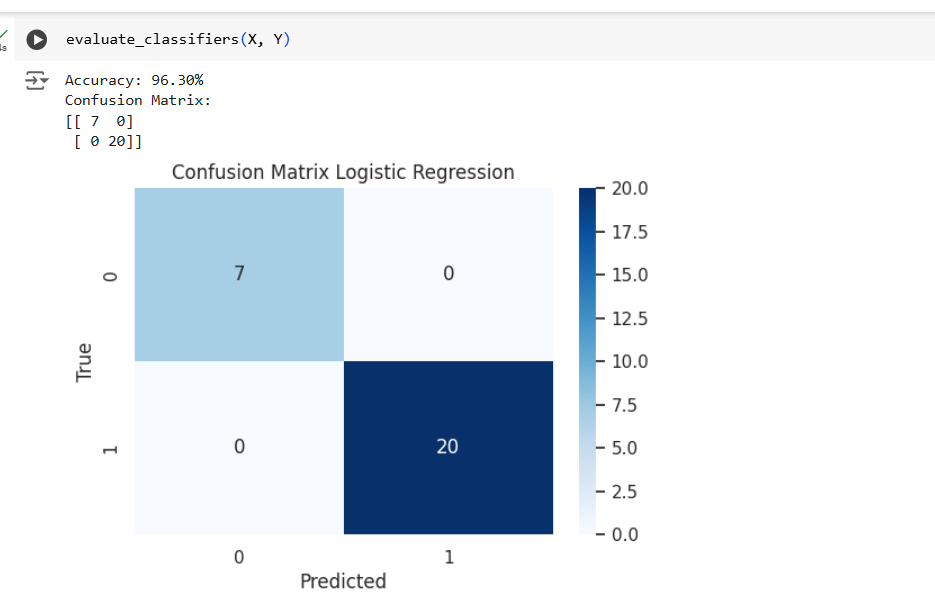 evaluate_classifiers(X, Y)
4s
Accuracy: 96.30%
Confusion Matrix:
[[ 7  0]
 [ 0 20]]
Confusion Matrix Logistic Regression
20.0
17.5
15.0
12.5
10.0
7.5
5.0
2.5
0.0
True
0
1
7 0
0 20
0 1
Predicted